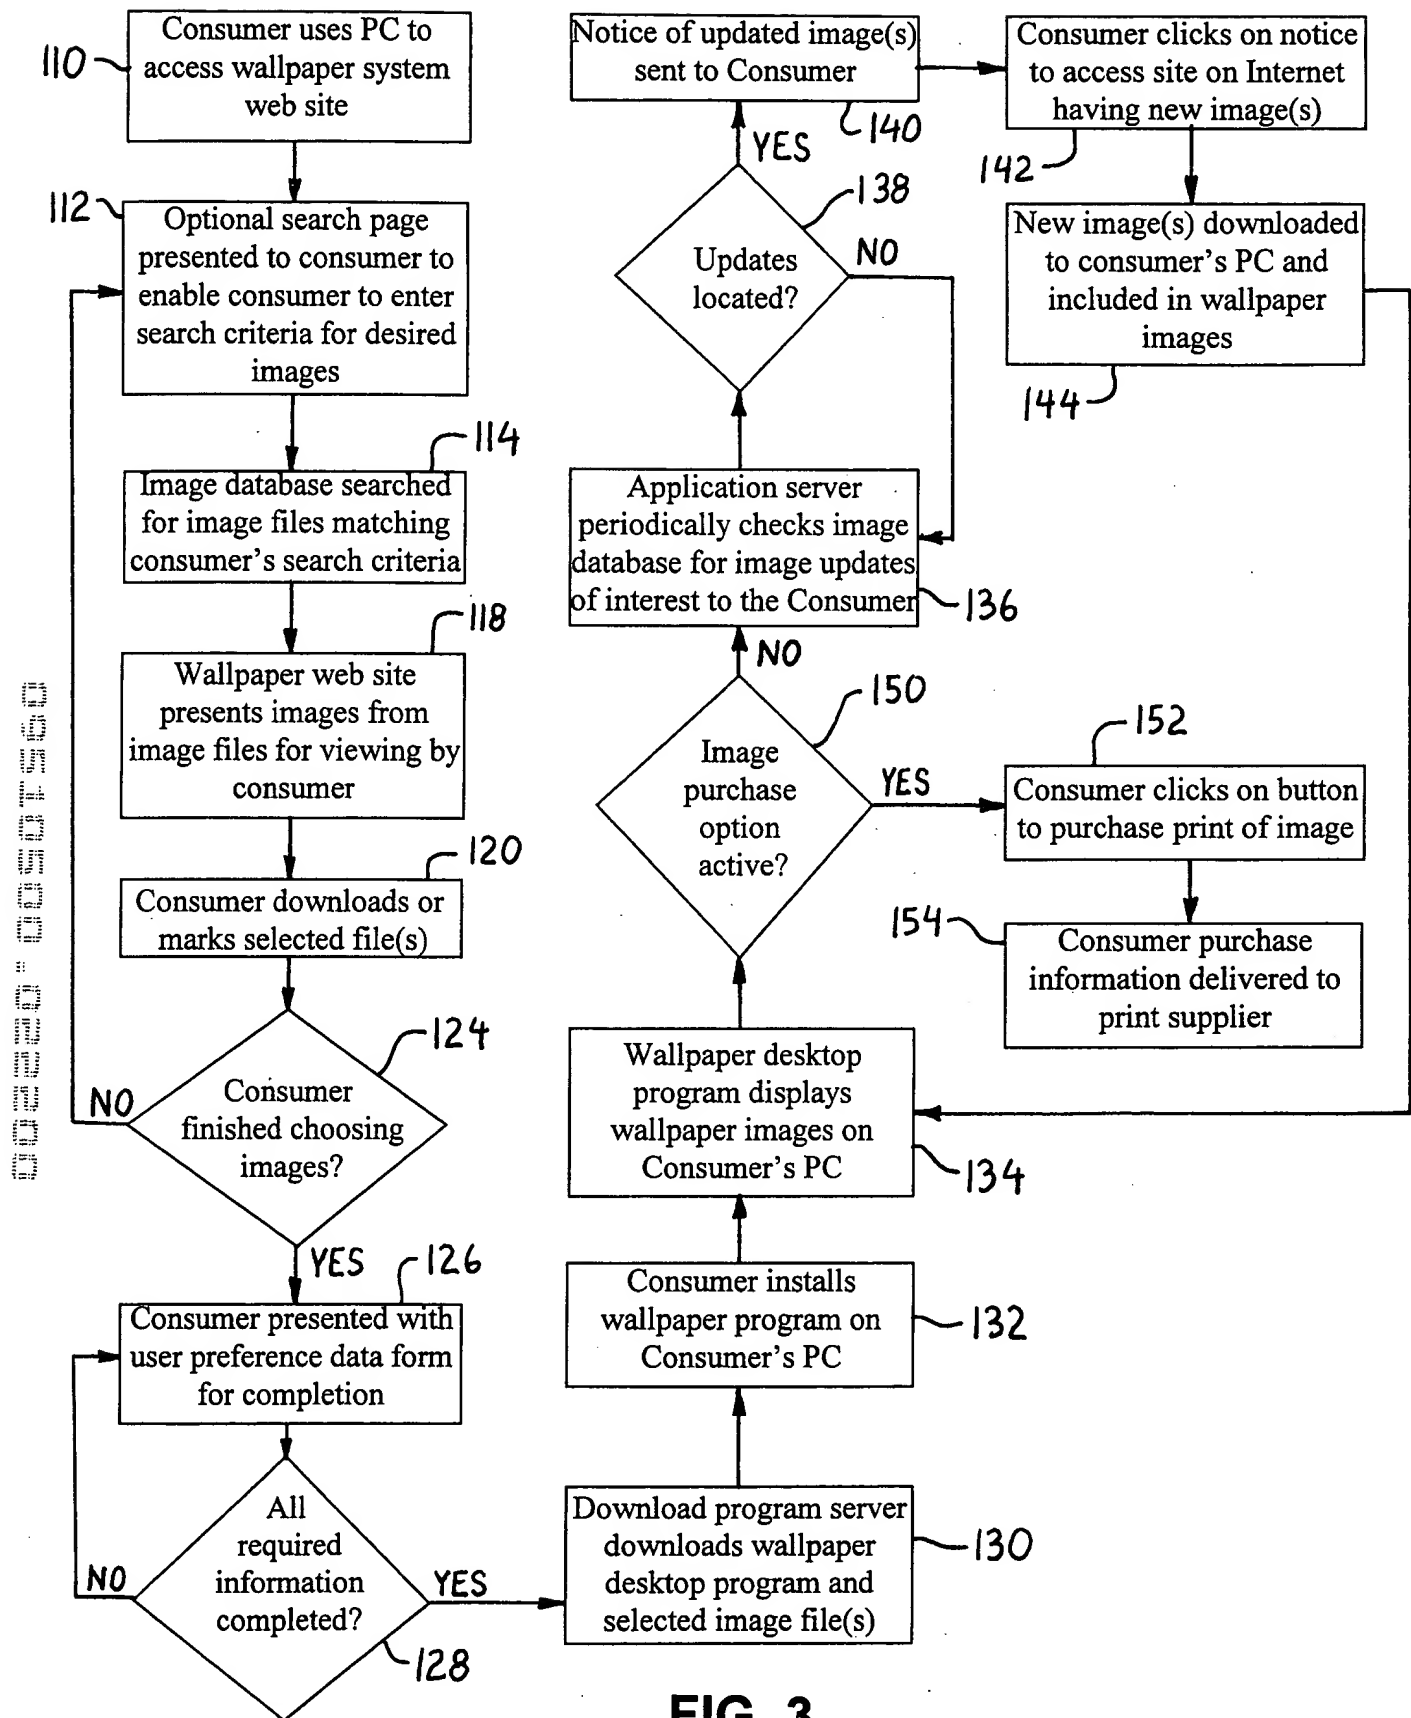 110
Consumer uses PC to
access wallpaper system
web site
112
Optional search page
presented to consumer to
enable consumer to enter
search criteria for desired
images
114
Image database searched
for image files matching
consumer's search criteria
118
Wallpaper web site
presents images from
image files for viewing by
consumer
120
Consumer downloads or
marks selected file(s)
124
Consumer
finished choosing
images?
NO
YES
126
Consumer presented with
user preference data form
for completion
All
required
information
completed?
NO
YES
128
Download program server
downloads wallpaper
desktop program and
selected image file(s)
130
Consumer installs
wallpaper program on
Consumer's PC
132
Wallpaper desktop
program displays
wallpaper images on
Consumer's PC
134
150
Image
purchase
option
active?
YES
NO
152
Consumer clicks on button
to purchase print of image
154
Consumer purchase
information delivered to
print supplier
Application server
periodically checks image
database for image updates
of interest to the Consumer
136
138
Updates
located?
NO
YES
Notice of updated image(s)
sent to Consumer
140
Consumer clicks on notice
to access site on Internet
having new image(s)
142
New image(s) downloaded
to consumer's PC and
included in wallpaper
images
144
09510500 . 022200
FIG. 3